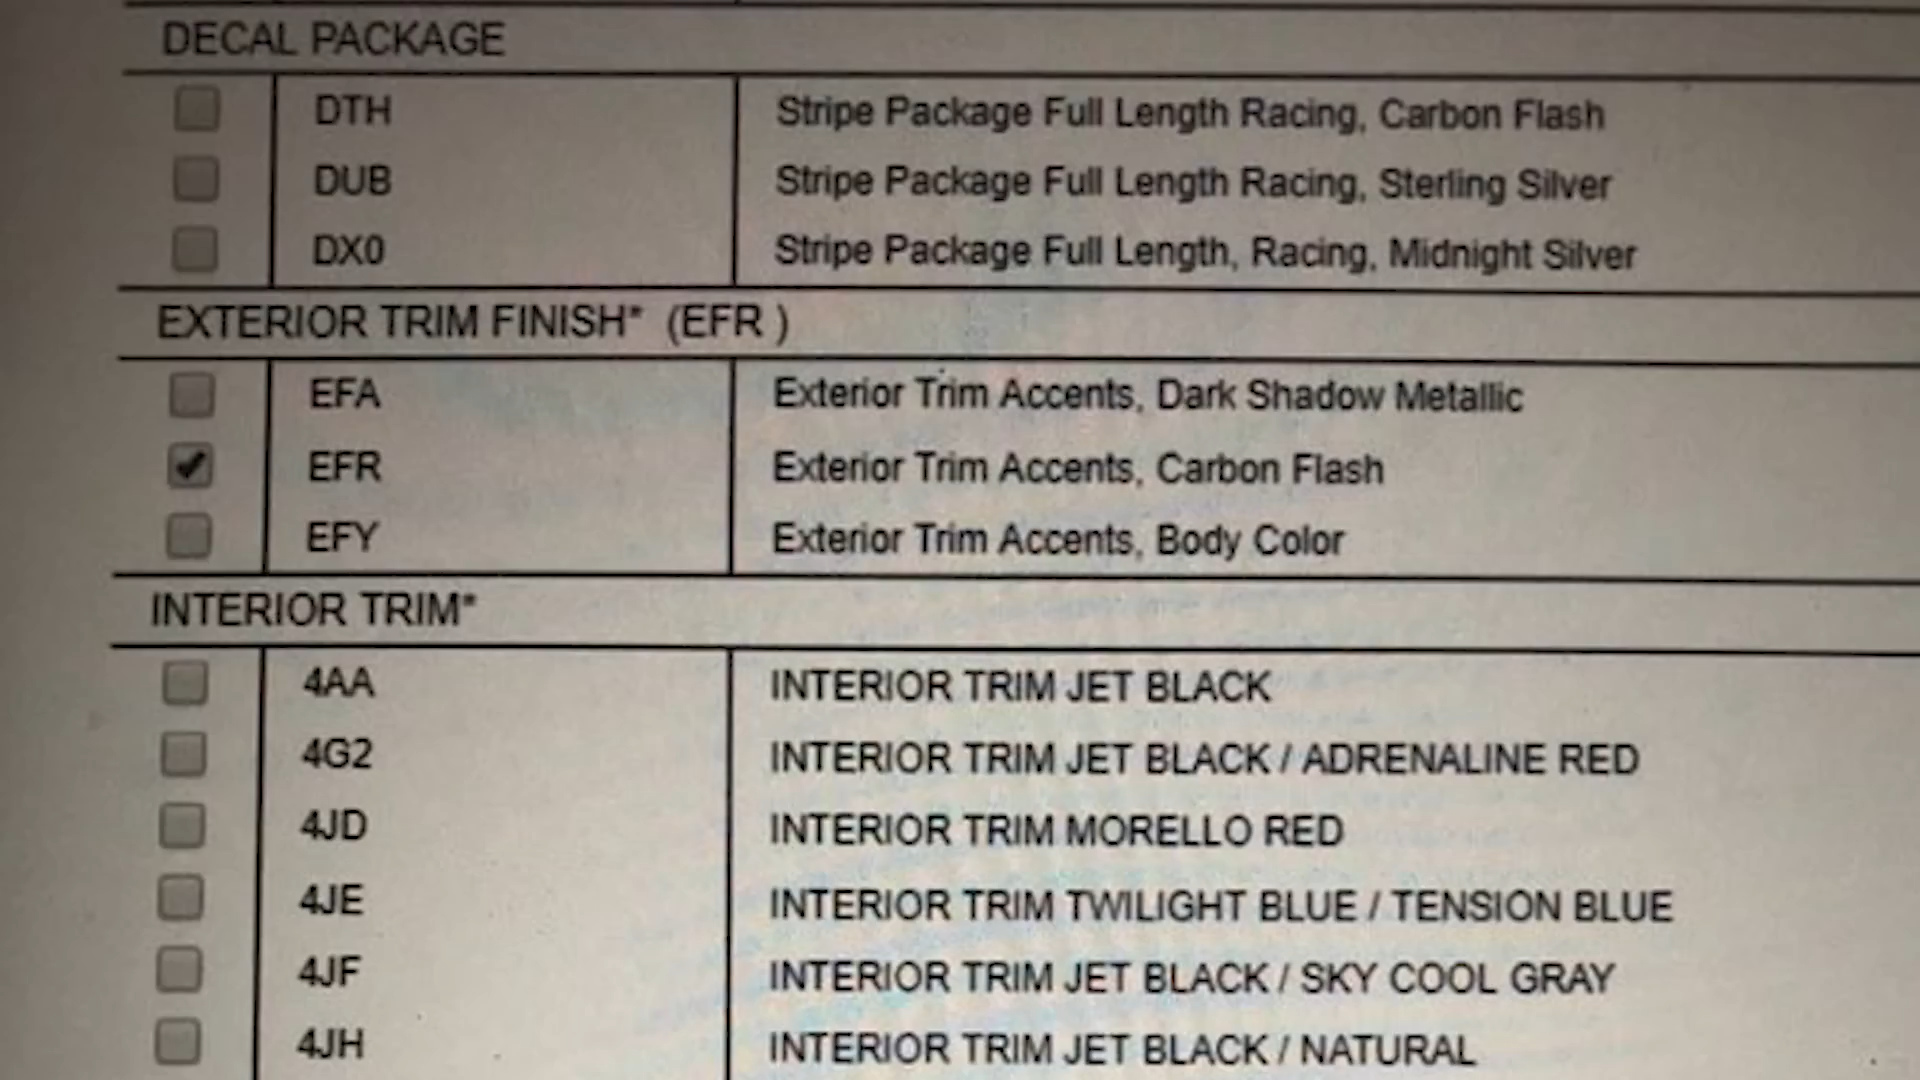 DECAL PACKAGE
DTH Stripe Package Full Length Racing, Carbon Flash
DUB Stripe Package Full Length Racing, Sterling Silver
DX0 Stripe Package Full Length, Racing, Midnight Silver
EXTERIOR TRIM FINISH* (EFR )
EFA Exterior Trim Accents, Dark Shadow Metallic
EFR Exterior Trim Accents, Carbon Flash
EFY Exterior Trim Accents, Body Color
INTERIOR TRIM*
4AA INTERIOR TRIM JET BLACK
4G2 INTERIOR TRIM JET BLACK / ADRENALINE RED
4JD INTERIOR TRIM MORELLO RED
4JE INTERIOR TRIM TWILIGHT BLUE / TENSION BLUE
4JF INTERIOR TRIM JET BLACK / SKY COOL GRAY
4JH INTERIOR TRIM JET BLACK / NATURAL